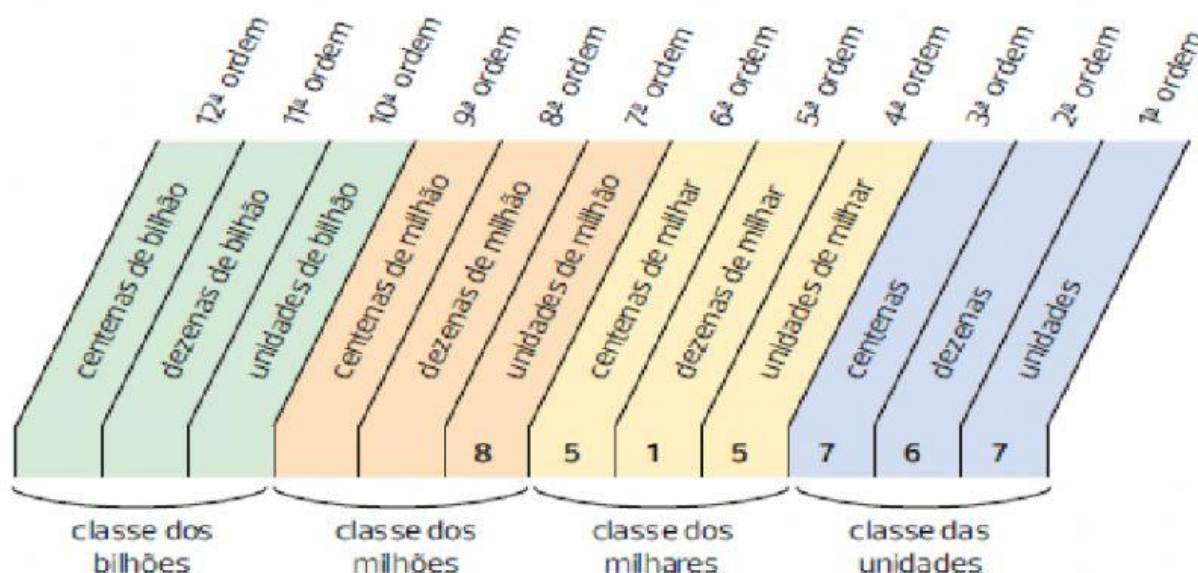 12ª ordem
11ª ordem
10ª ordem
9ª ordem
8ª ordem
7ª ordem
6ª ordem
5ª ordem
4ª ordem
3ª ordem
2ª ordem
1ª ordem
centenas de bilhão
dezenas de bilhão
unidades de bilhão
centenas de milhão
dezenas de milhão
unidades de milhão
centenas de milhar
dezenas de milhar
unidades de milhar
centenas
dezenas
unidades
8 5 1 5 7 6 7
classe dos
bilhões
classe dos
milhões
classe dos
milhares
classe das
unidades